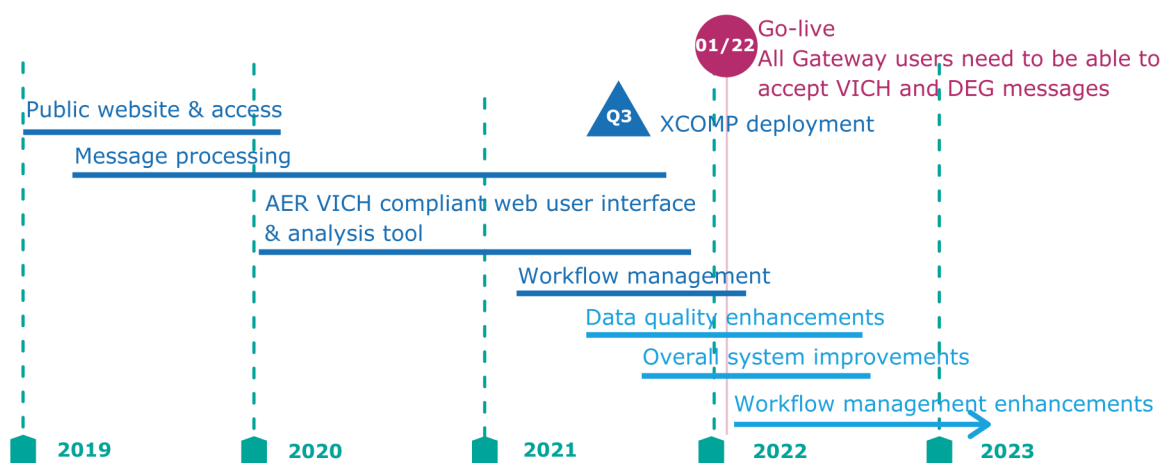 01/22
Go-live
All Gateway users need to be able to
accept VICH and DEG messages
Public website & access
Q3
XCOMP deployment
Message processing
AER VICH compliant web user interface
& analysis tool
Workflow management
Data quality enhancements
Overall system improvements
Workflow management enhancements
2019
2020
2021
2022
2023